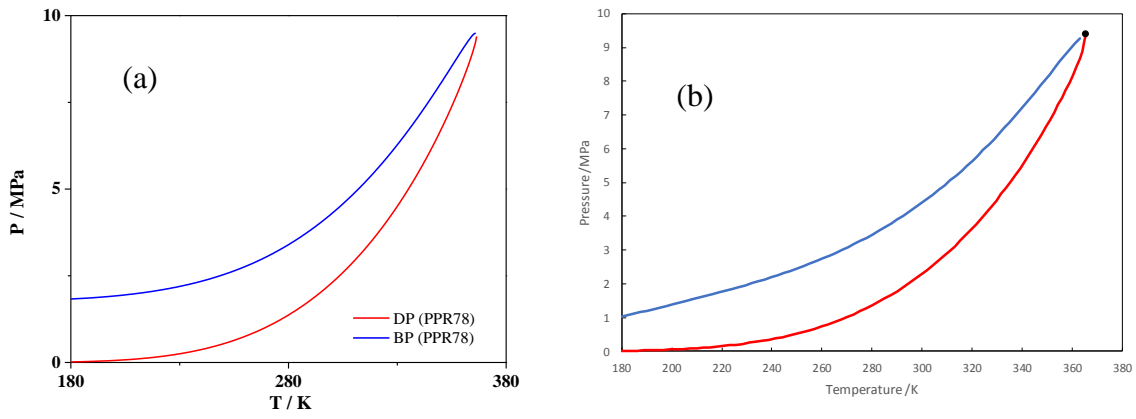 (a)
10
5
0
P / MPa
180
280
380
T / K
DP (PPR78)
BP (PPR78)
(b)
10
9
8
7
6
5
4
3
2
1
0
Pressure /MPa
180 200 220 240 260 280 300 320 340 360 380
Temperature /K